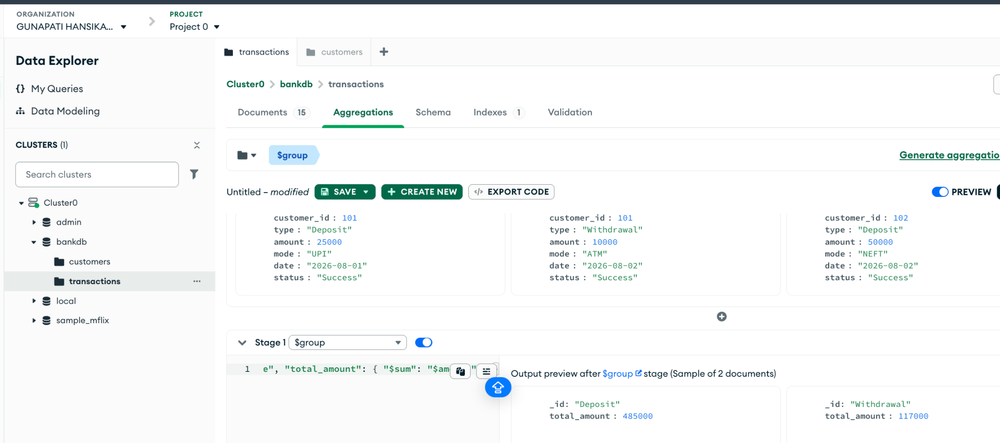 ORGANIZATION
GUNAPATI HANSIKA...
PROJECT
Project 0
Data Explorer
My Queries
Data Modeling
CLUSTERS (1)
Search clusters
Cluster0
admin
bankdb
customers
transactions
local
sample_mflix
transactions
customers
Cluster0 > bankdb > transactions
Documents 15
Aggregations
Schema
Indexes 1
Validation
$group
Generate aggregatio
Untitled – modified
SAVE
CREATE NEW
EXPORT CODE
PREVIEW
customer_id : 101
type : "Deposit"
amount : 25000
mode : "UPI"
date : "2026-08-01"
status : "Success"
customer_id : 101
type : "Withdrawal"
amount : 10000
mode : "ATM"
date : "2026-08-02"
status : "Success"
customer_id : 102
type : "Deposit"
amount : 50000
mode : "NEFT"
date : "2026-08-02"
status : "Success"
Stage 1 $group
1 e", "total_amount": { "$sum": "$am
Output preview after $group stage (Sample of 2 documents)
_id: "Deposit"
total_amount : 485000
_id: "Withdrawal"
total_amount : 117000